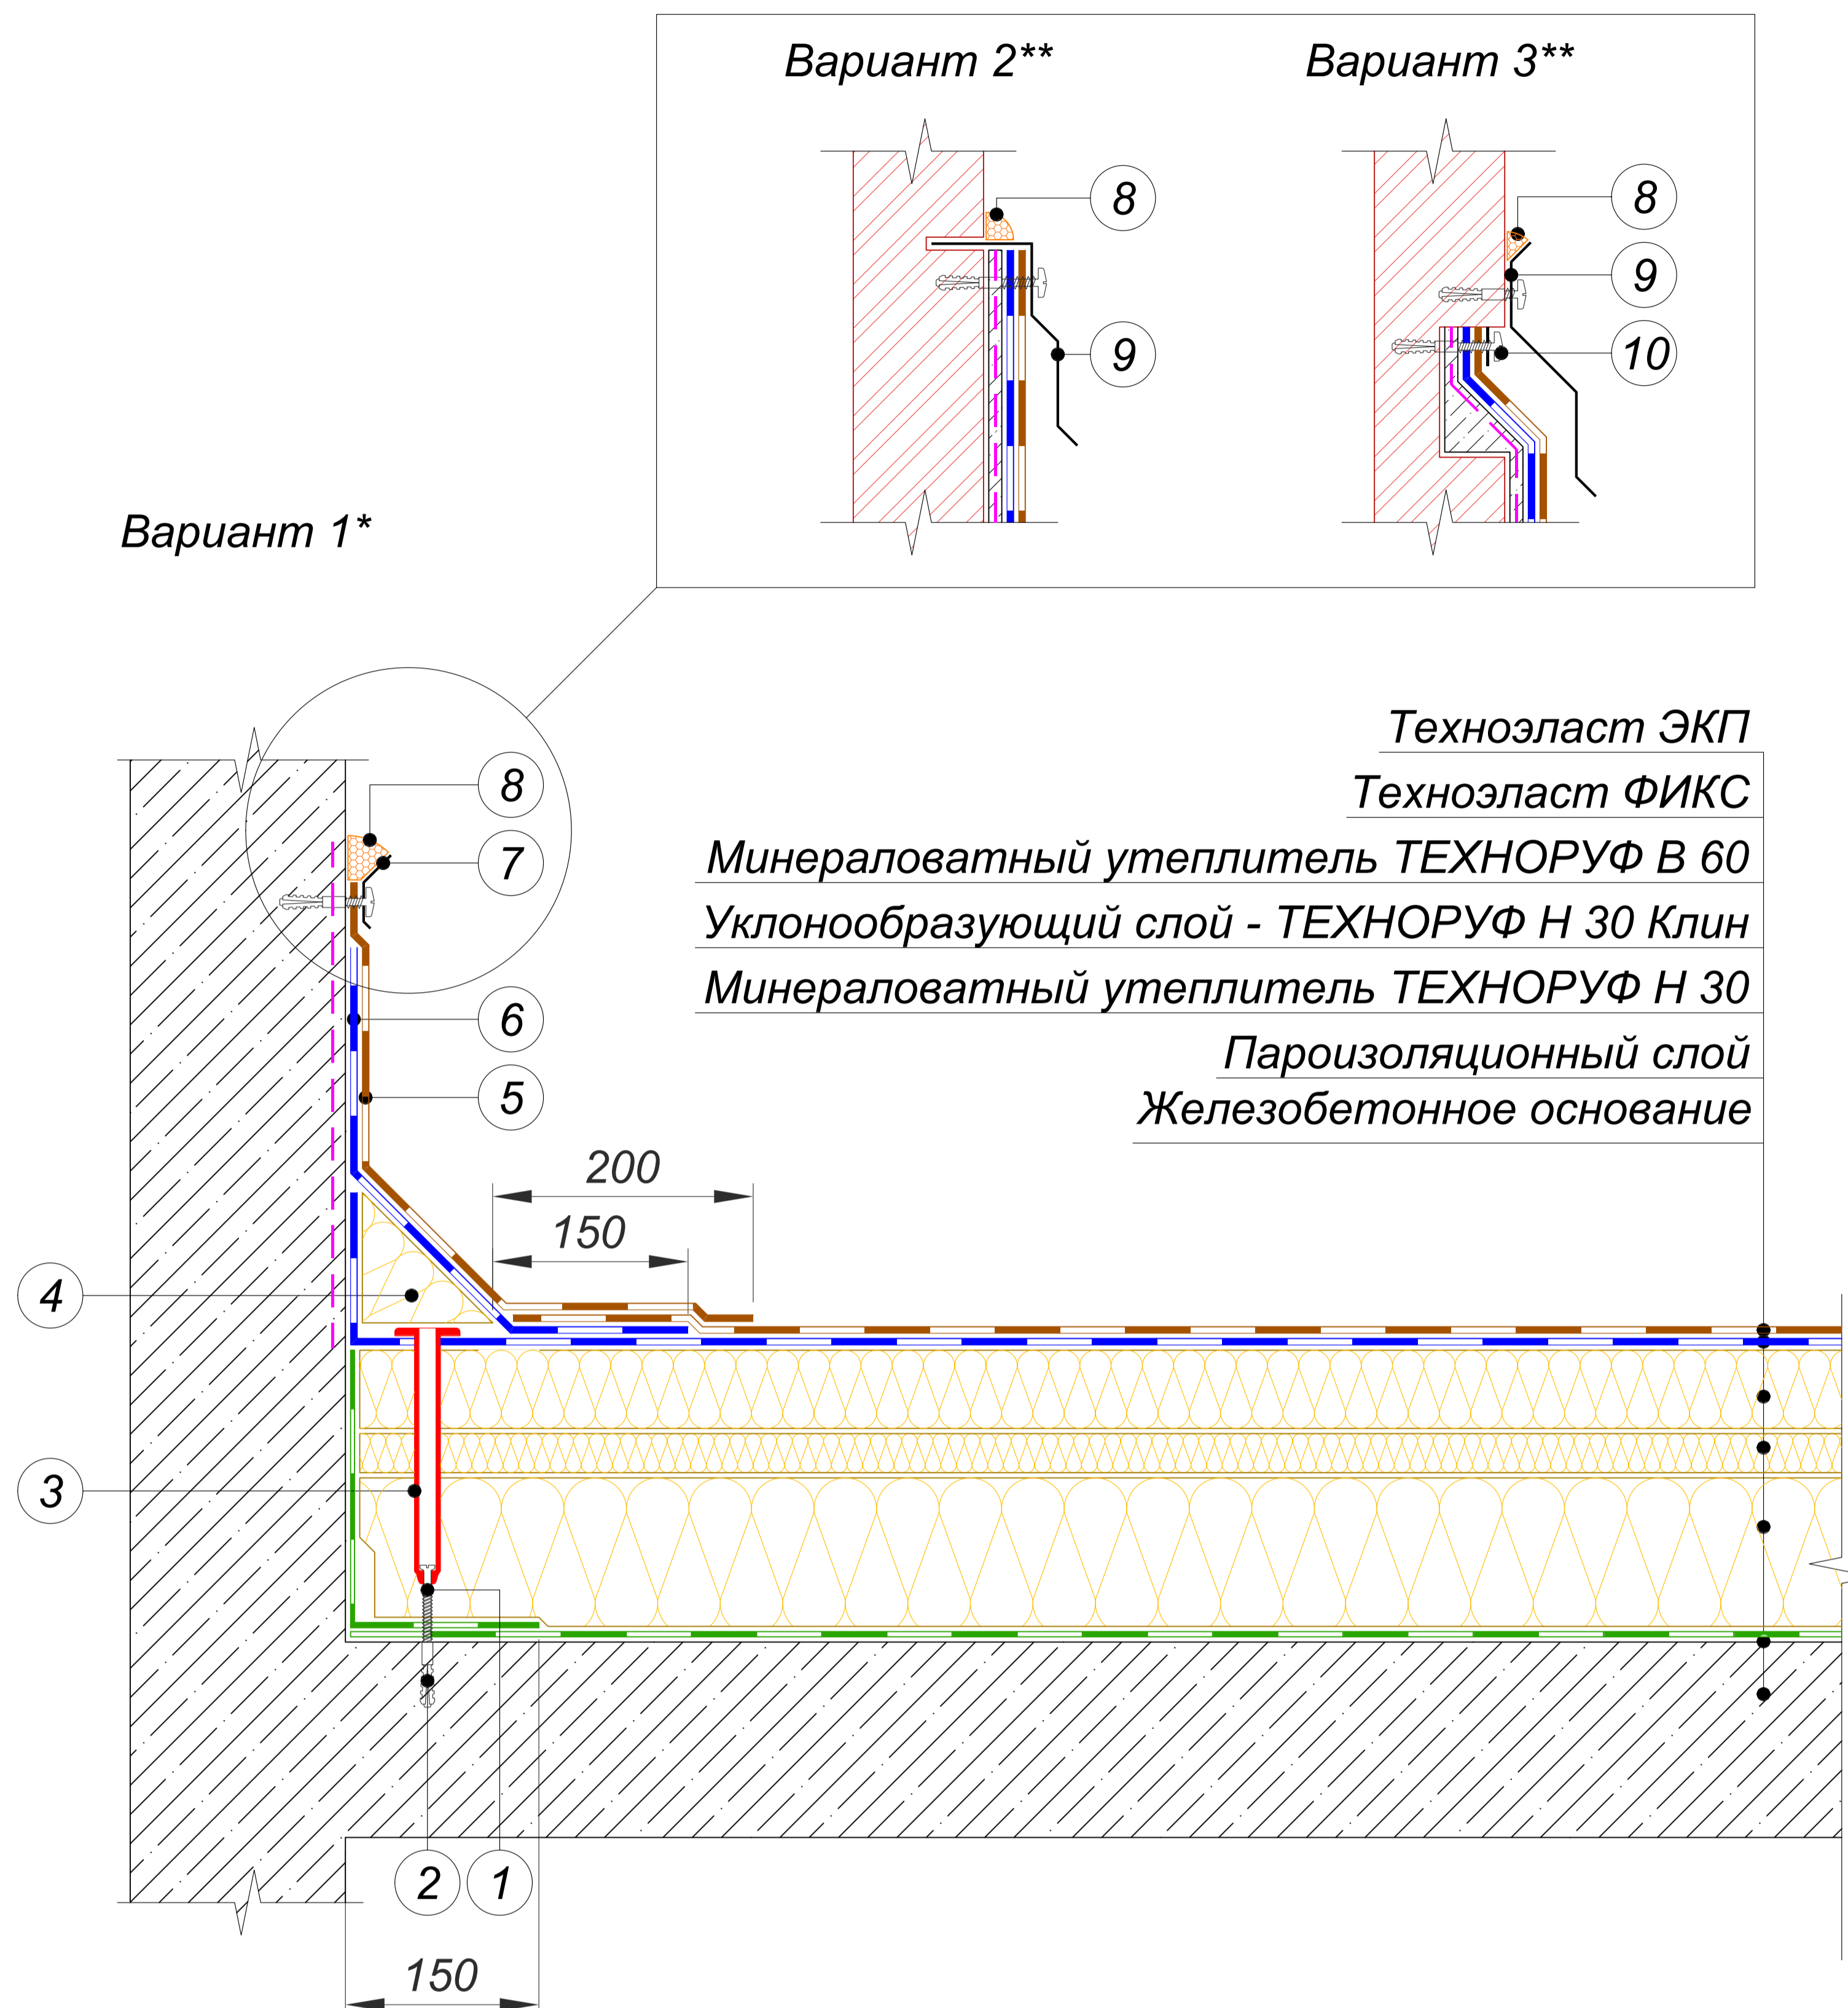 Вариант 2**
Вариант 3**
8
9
8
9
10
Вариант 1*
8
7
6
5
Техноэласт ЭКП
Техноэласт ФИКС
Минераловатный утеплитель ТЕХНОРУФ В 60
Уклонообразующий слой - ТЕХНОРУФ Н 30 Клин
Минераловатный утеплитель ТЕХНОРУФ Н 30
Пароизоляционный слой
Железобетонное основание
200
150
4
3
2
1
150